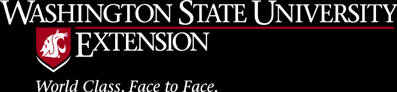 WASHINGTON STATE UNIVERSITY
EXTENSION
World Class. Face to Face.